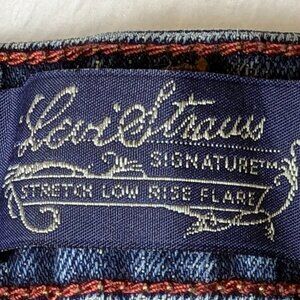 Levi Strauss
SIGNATURE™
STRETCH LOW RISE FLARE